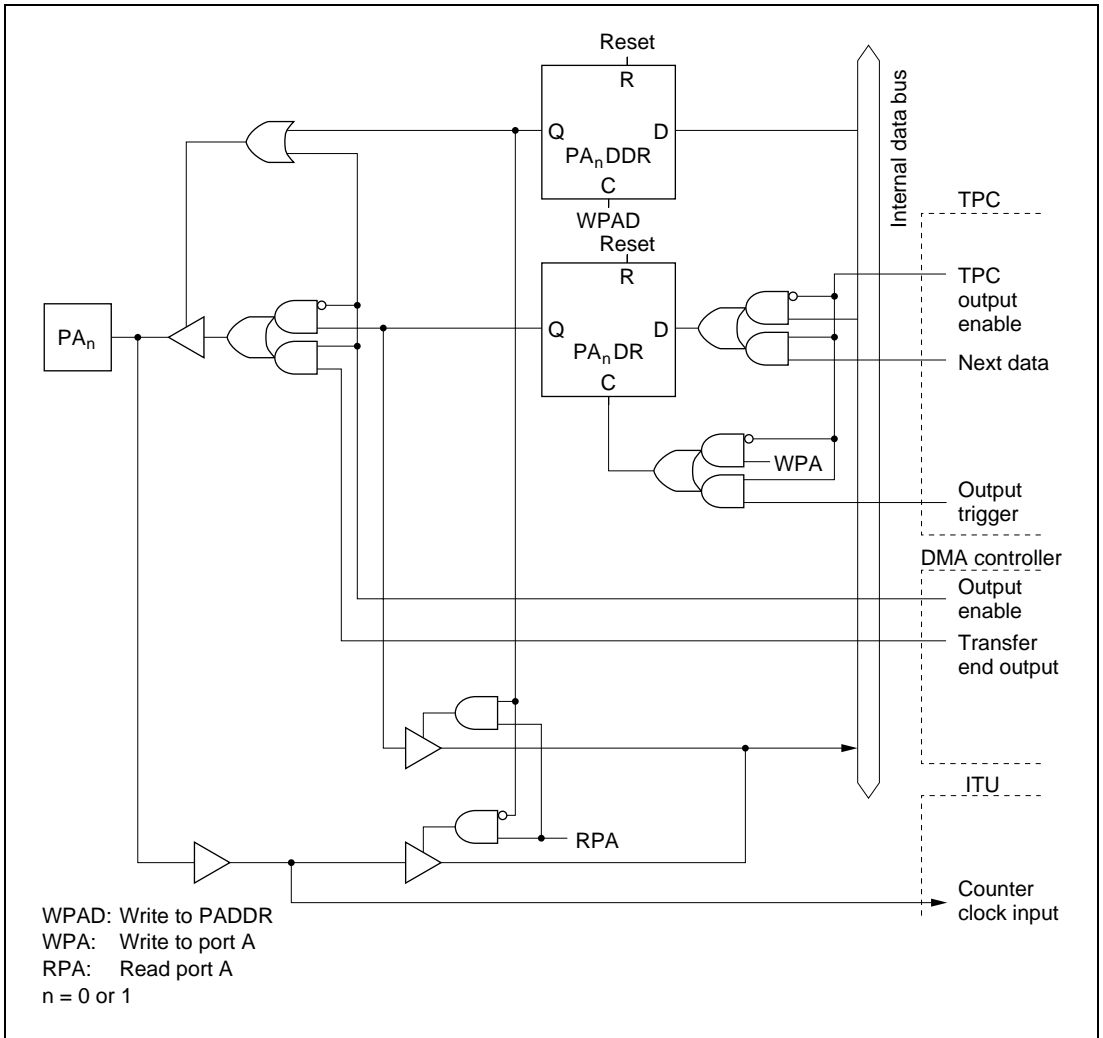 Reset
R
Q
D
PAnDDR
C
WPAD
Internal data bus
TPC
Reset
R
Q
D
PAnDR
C
PAn
TPC
output
enable
Next data
WPA
Output
trigger
DMA controller
Output
enable
Transfer
end output
ITU
RPA
Counter
clock input
WPAD: Write to PADDR
WPA: Write to port A
RPA: Read port A
n = 0 or 1